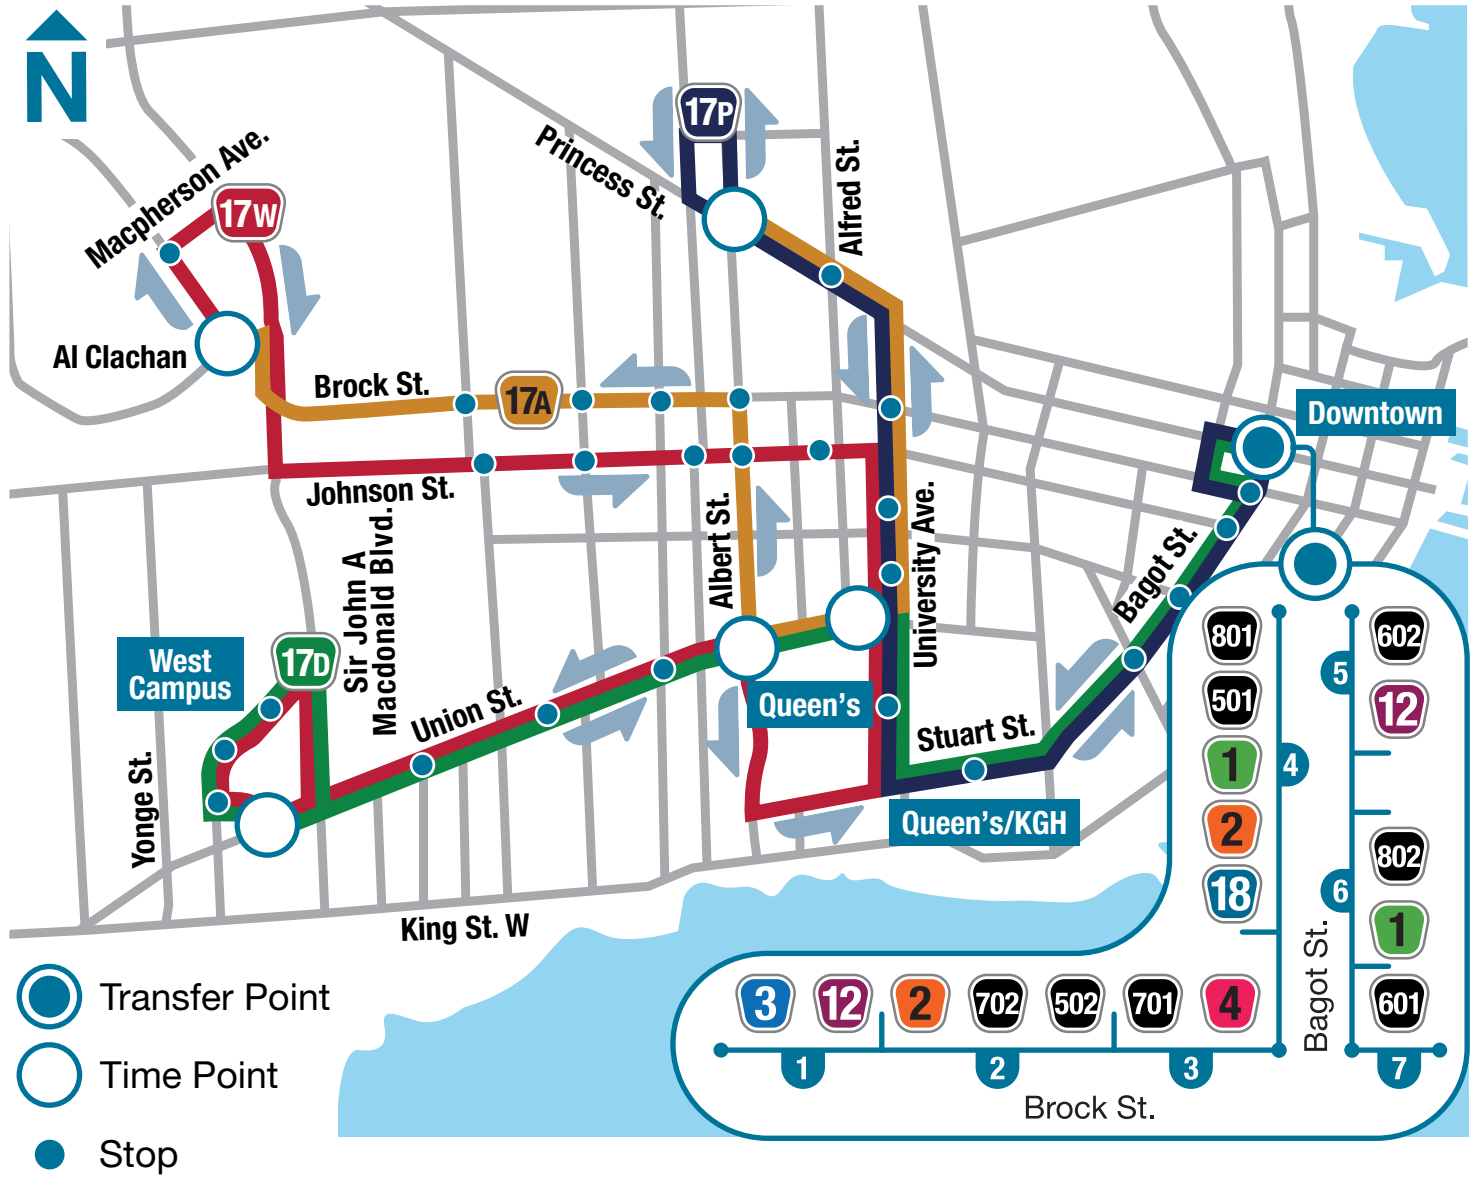 N
17P
Princess St.
Alfred St.
Macpherson Ave.
17W
Al Clachan
Brock St.
17A
Downtown
Johnson St.
Sir John A
Macdonald Blvd.
Albert St.
University Ave.
Bagot St.
West
Campus
17D
Union St.
Queen's
Stuart St.
Yonge St.
Queen's/KGH
King St. W
801
501
1
2
18
4
602
5
12
802
6
1
601
7
Bagot St.
3
12
2
702
502
701
4
1
2
3
Brock St.
Transfer Point
Time Point
Stop